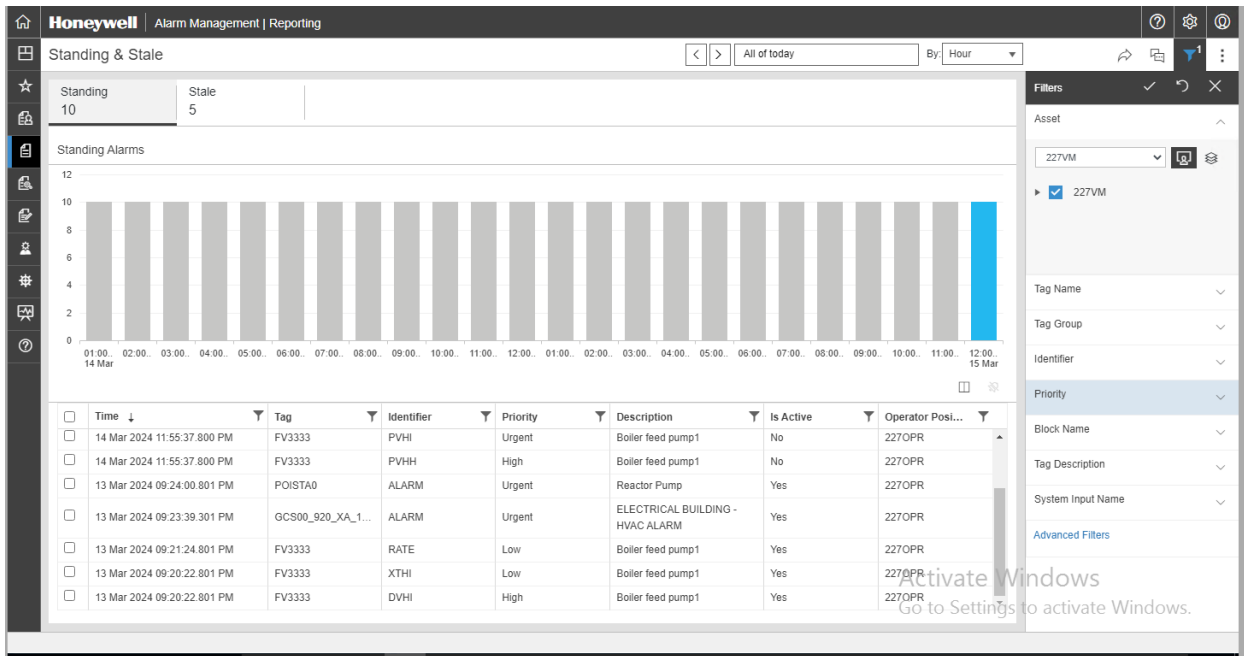 Honeywell Alarm Management | Reporting
Standing & Stale
All of today
By: Hour
1
Standing
10
Stale
5
Standing Alarms
12
10
8
6
4
2
0
01:00.. 02:00.. 03:00.. 04:00.. 05:00.. 06:00.. 07:00.. 08:00.. 09:00.. 10:00.. 11:00.. 12:00.. 01:00.. 02:00.. 03:00.. 04:00.. 05:00.. 06:00.. 07:00.. 08:00.. 09:00.. 10:00.. 11:00.. 12:00..
14 Mar 15 Mar
Time ↓ Tag Identifier Priority Description Is Active Operator Posi...
14 Mar 2024 11:55:37.800 PM FV3333 PVHI Urgent Boiler feed pump1 No 227OPR
14 Mar 2024 11:55:37.800 PM FV3333 PVHH High Boiler feed pump1 No 227OPR
13 Mar 2024 09:24:00.801 PM POISTA0 ALARM Urgent Reactor Pump Yes 227OPR
13 Mar 2024 09:23:39.301 PM GCS00_920_XA_1... ALARM Urgent ELECTRICAL BUILDING - HVAC ALARM Yes 227OPR
13 Mar 2024 09:21:24.801 PM FV3333 RATE Low Boiler feed pump1 Yes 227OPR
13 Mar 2024 09:20:22.801 PM FV3333 XTHI Low Boiler feed pump1 Yes 227OPR
13 Mar 2024 09:20:22.801 PM FV3333 DVHI High Boiler feed pump1 Yes 227OPR
Filters
Asset
227VM
227VM
Tag Name
Tag Group
Identifier
Priority
Block Name
Tag Description
System Input Name
Advanced Filters
Activate Windows
Go to Settings to activate Windows.